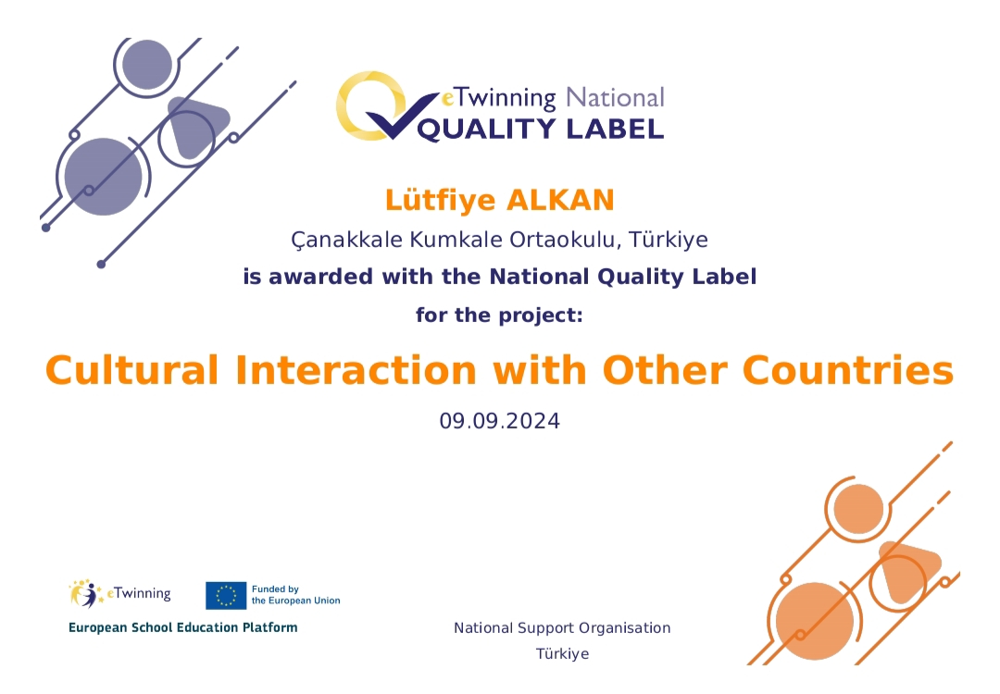 eTwinning National
QUALITY LABEL
Lütfiye ALKAN
Çanakkale Kumkale Ortaokulu, Türkiye
is awarded with the National Quality Label
for the project:
Cultural Interaction with Other Countries
09.09.2024
eTwinning
Funded by
the European Union
European School Education Platform
National Support Organisation
Türkiye